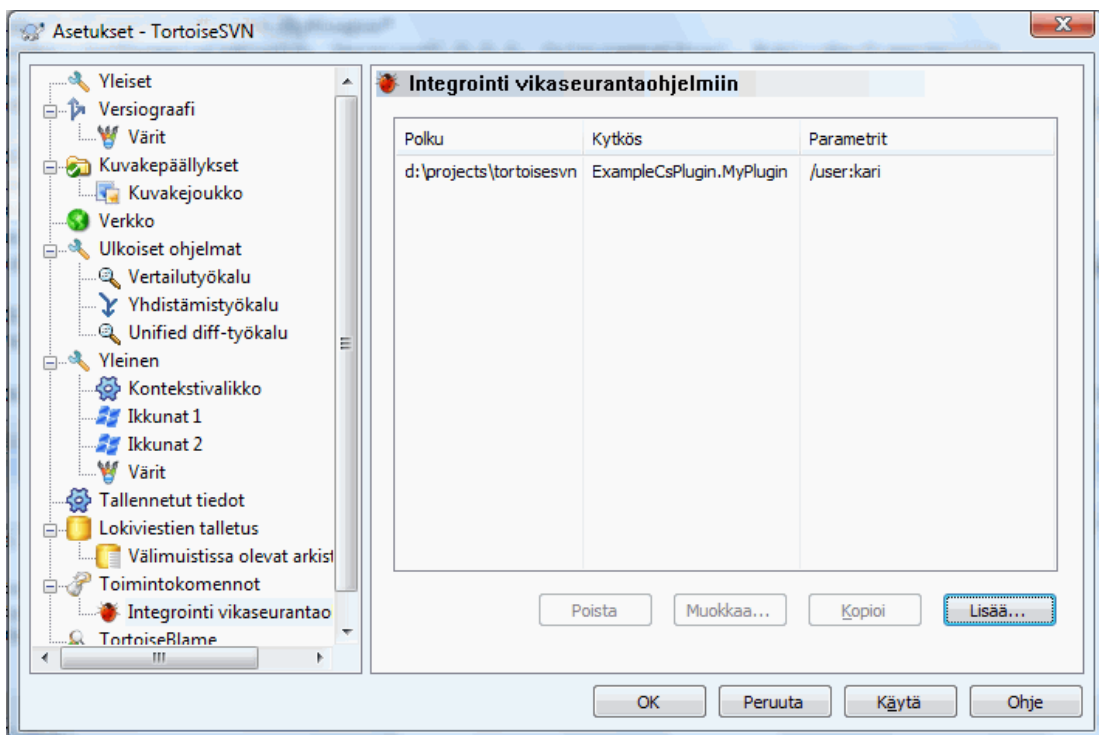 Asetukset - TortoiseSVN
Yleiset
Versiograafi
Värit
Kuvakepäällykset
Kuvakejoukko
Verkko
Ulkoiset ohjelmat
Vertailutyökalu
Yhdistämistyökalu
Unified diff-työkalu
Yleinen
Kontekstivalikko
Ikkunat 1
Ikkunat 2
Värit
Tallennetut tiedot
Lokiviestien talletus
Välimuistissa olevat arkist
Toimintokomennot
Integrointi vikaseurantao
TortoiseBlame
Integrointi vikaseurantaohjelmiin
Polku Kytkös Parametrit
d:\projects\tortoisesvn ExampleCsPlugin.MyPlugin /user:kari
Poista Muokkaa... Kopioi Lisää...
OK Peruuta Käytä Ohje